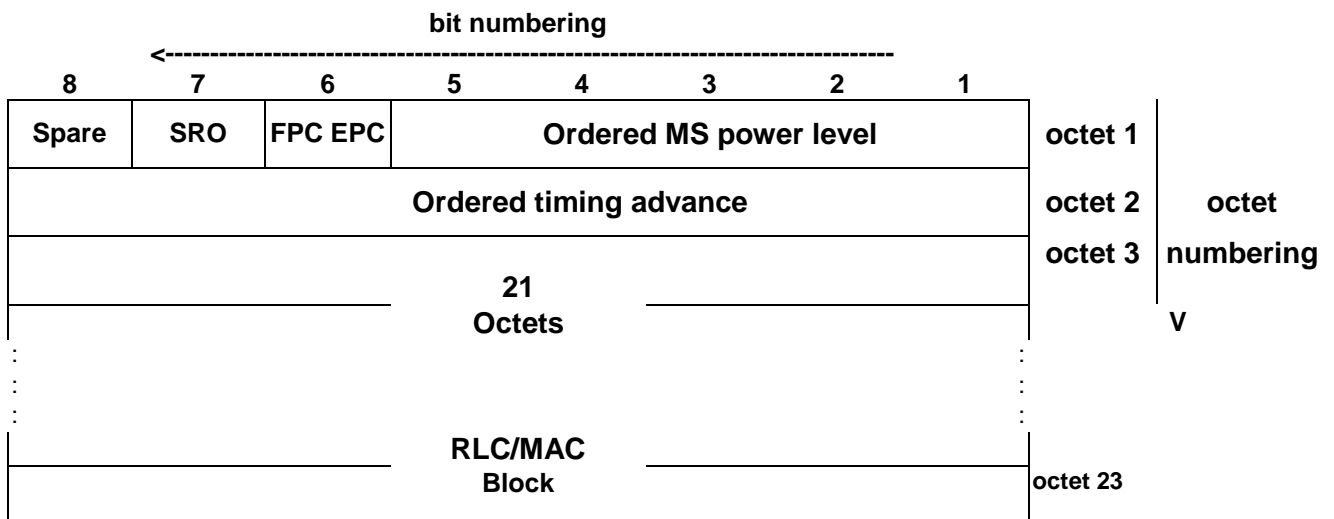 bit numbering
<--------------------------------------------------------------------------------
8 7 6 5 4 3 2 1
Spare SRO FPC EPC Ordered MS power level octet 1
Ordered timing advance octet 2 octet
octet 3 numbering
21
Octets V
: :
: :
: :
RLC/MAC
Block octet 23